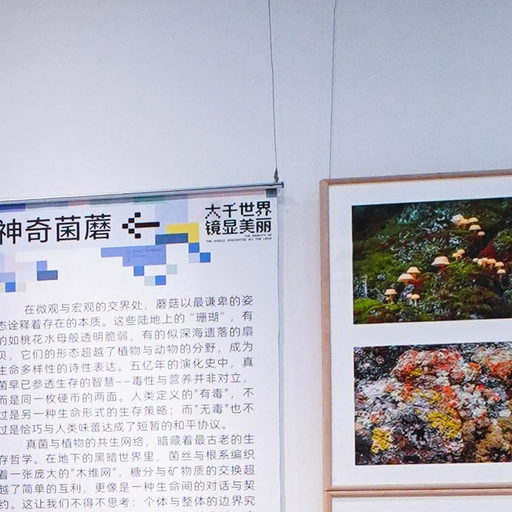 神奇菌蘑
大千世界
镜显美丽
THE BEAUTY OF
THE WORLD MAGNIFIED BY THE LENS
在微观与宏观的交界处，蘑菇以最谦卑的姿
态诠释着存在的本质。这些陆地上的“珊瑚”，有
的如桃花水母般透明脆弱，有的似深海遗落的扇
贝，它们的形态超越了植物与动物的分野，成为
生命多样性的诗性表达。五亿年的演化史中，真
菌早已参透生存的智慧——毒性与营养并非对立，
而是同一枚硬币的两面。人类定义的"有毒"，不
过是另一种生命形式的生存策略；而"无毒"也不
过是恰巧与人类味蕾达成了短暂的和平协议。
真菌与植物的共生网络，暗藏着最古老的生
存哲学。在地下的黑暗世界里，菌丝与根系编织
着一张庞大的"木维网"，糖分与矿物质的交换超
越了简单的互利，更像是一种生命间的对话与契
约。这让我们不得不思考：个体与整体的边界究